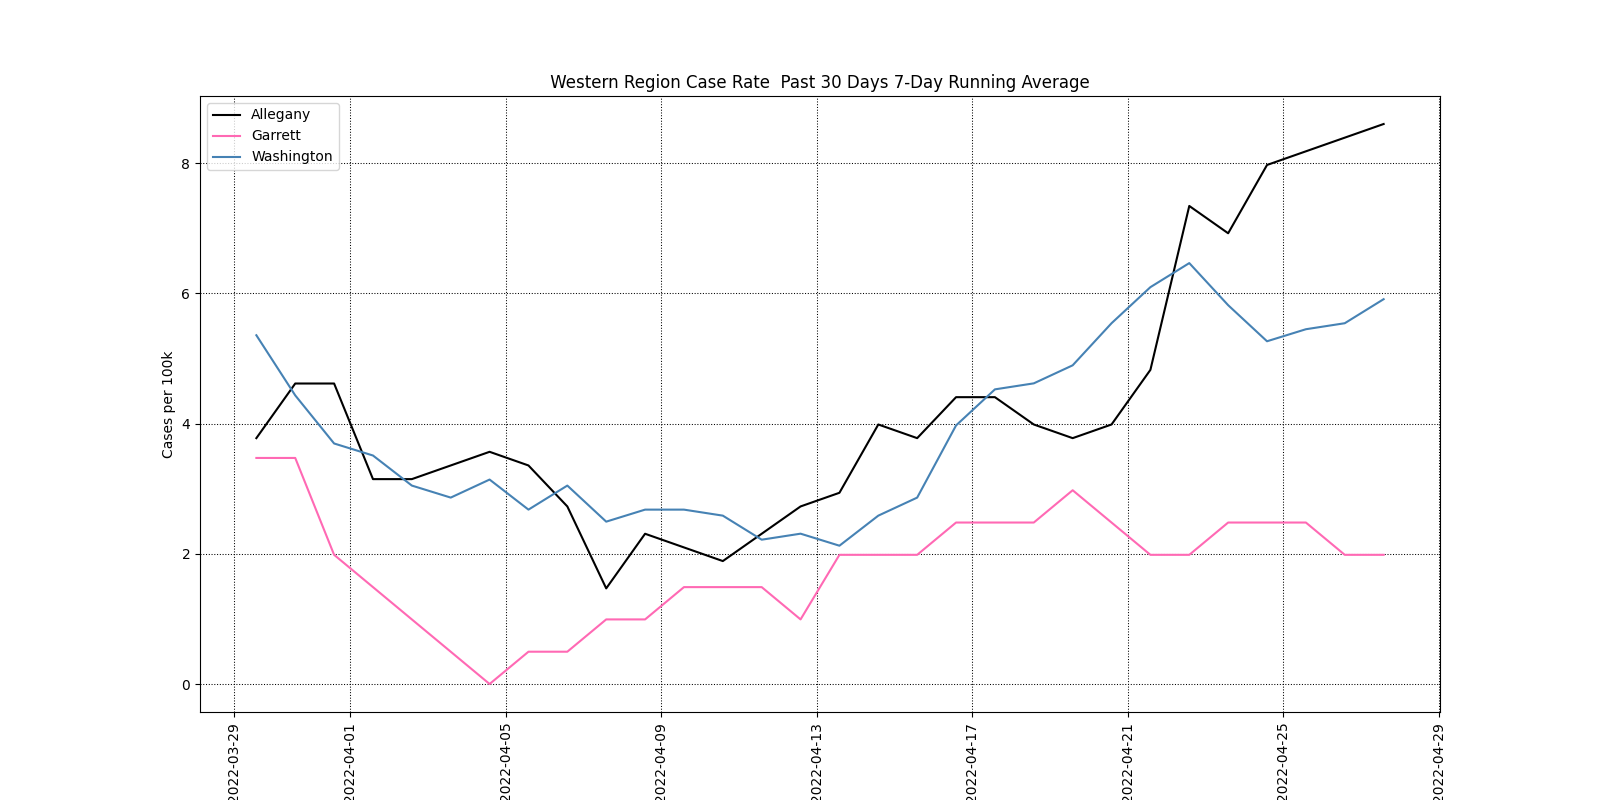 Western Region Case Rate  Past 30 Days 7-Day Running Average
Allegany
Garrett
Washington
Cases per 100k
8
6
4
2
0
2022-03-29
2022-04-01
2022-04-05
2022-04-09
2022-04-13
2022-04-17
2022-04-21
2022-04-25
2022-04-29